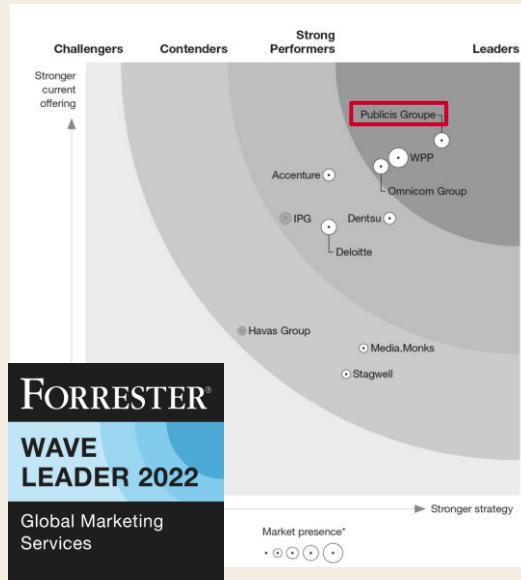 Challengers Contenders Strong Performers Leaders
Stronger
current
offering
Publicis Groupe
WPP
Omnicom Group
Accenture
IPG
Dentsu
Deloitte
Havas Group
Media.Monks
Stagwell
FORRESTER®
WAVE
LEADER 2022
Global Marketing
Services
Stronger strategy
Market presence*